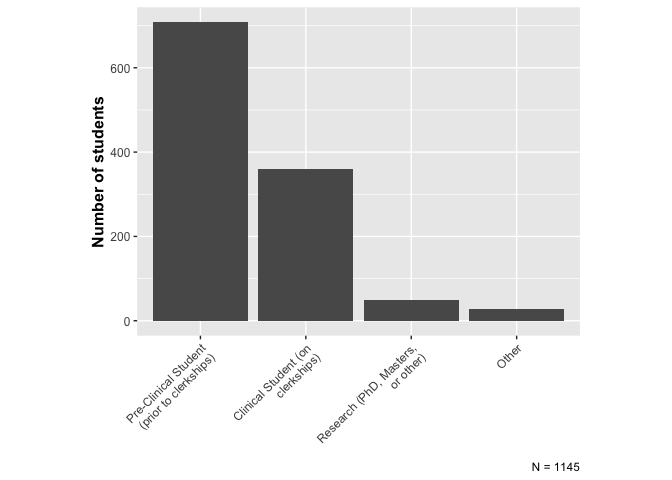 Number of students
600
400
200
0
Pre-Clinical Student
(prior to clerkships)
Clinical Student (on
clerkships)
Research (PhD, Masters,
or other)
Other
N = 1145